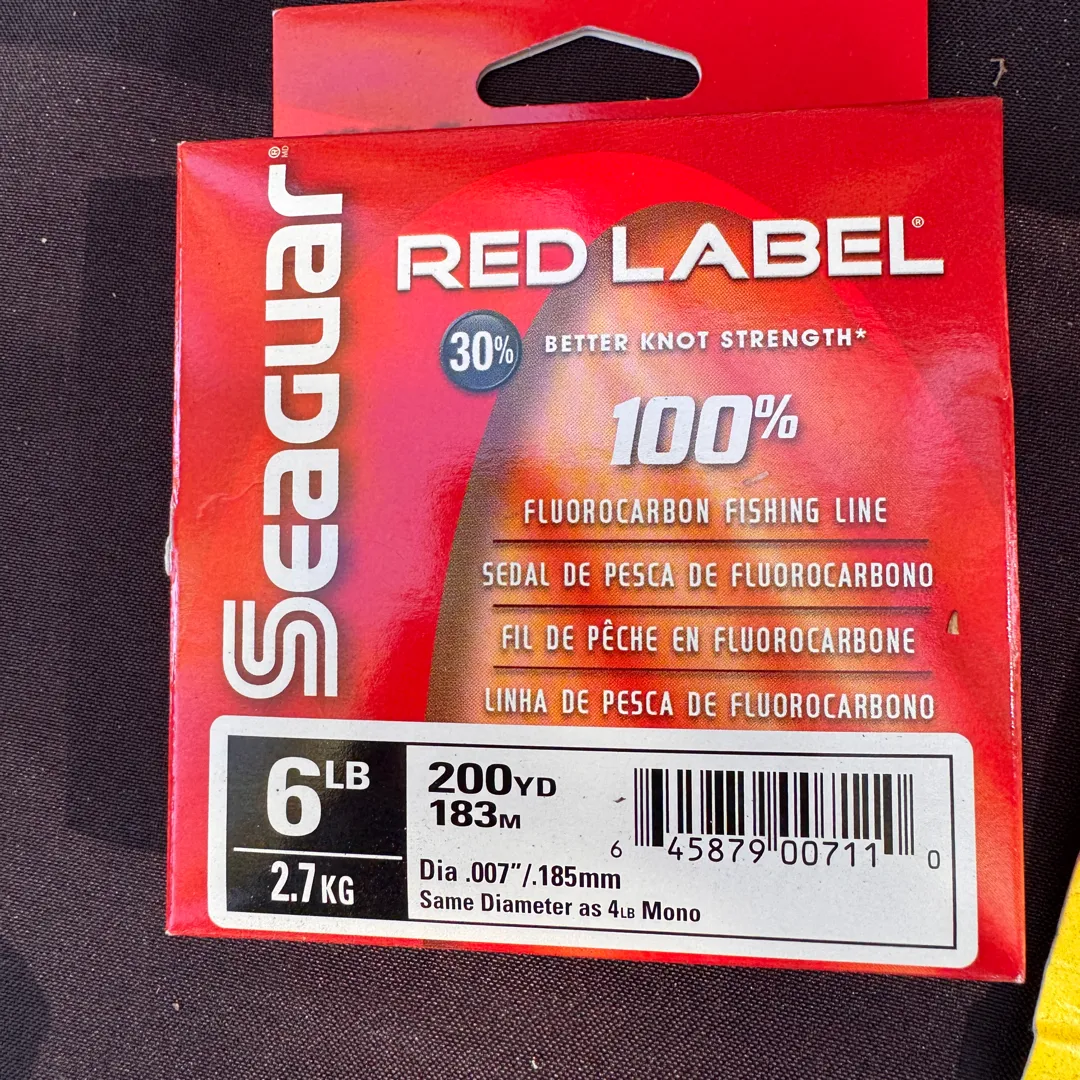 Seaguar® MD
RED LABEL®
30% BETTER KNOT STRENGTH*
100%
FLUOROCARBON FISHING LINE
SEDAL DE PESCA DE FLUOROCARBONO
FIL DE PÊCHE EN FLUOROCARBONE
LINHA DE PESCA DE FLUOROCARBONO
6LB
2.7KG
200YD
183M
Dia .007”/.185mm
Same Diameter as 4LB Mono
6 45879 00711 0